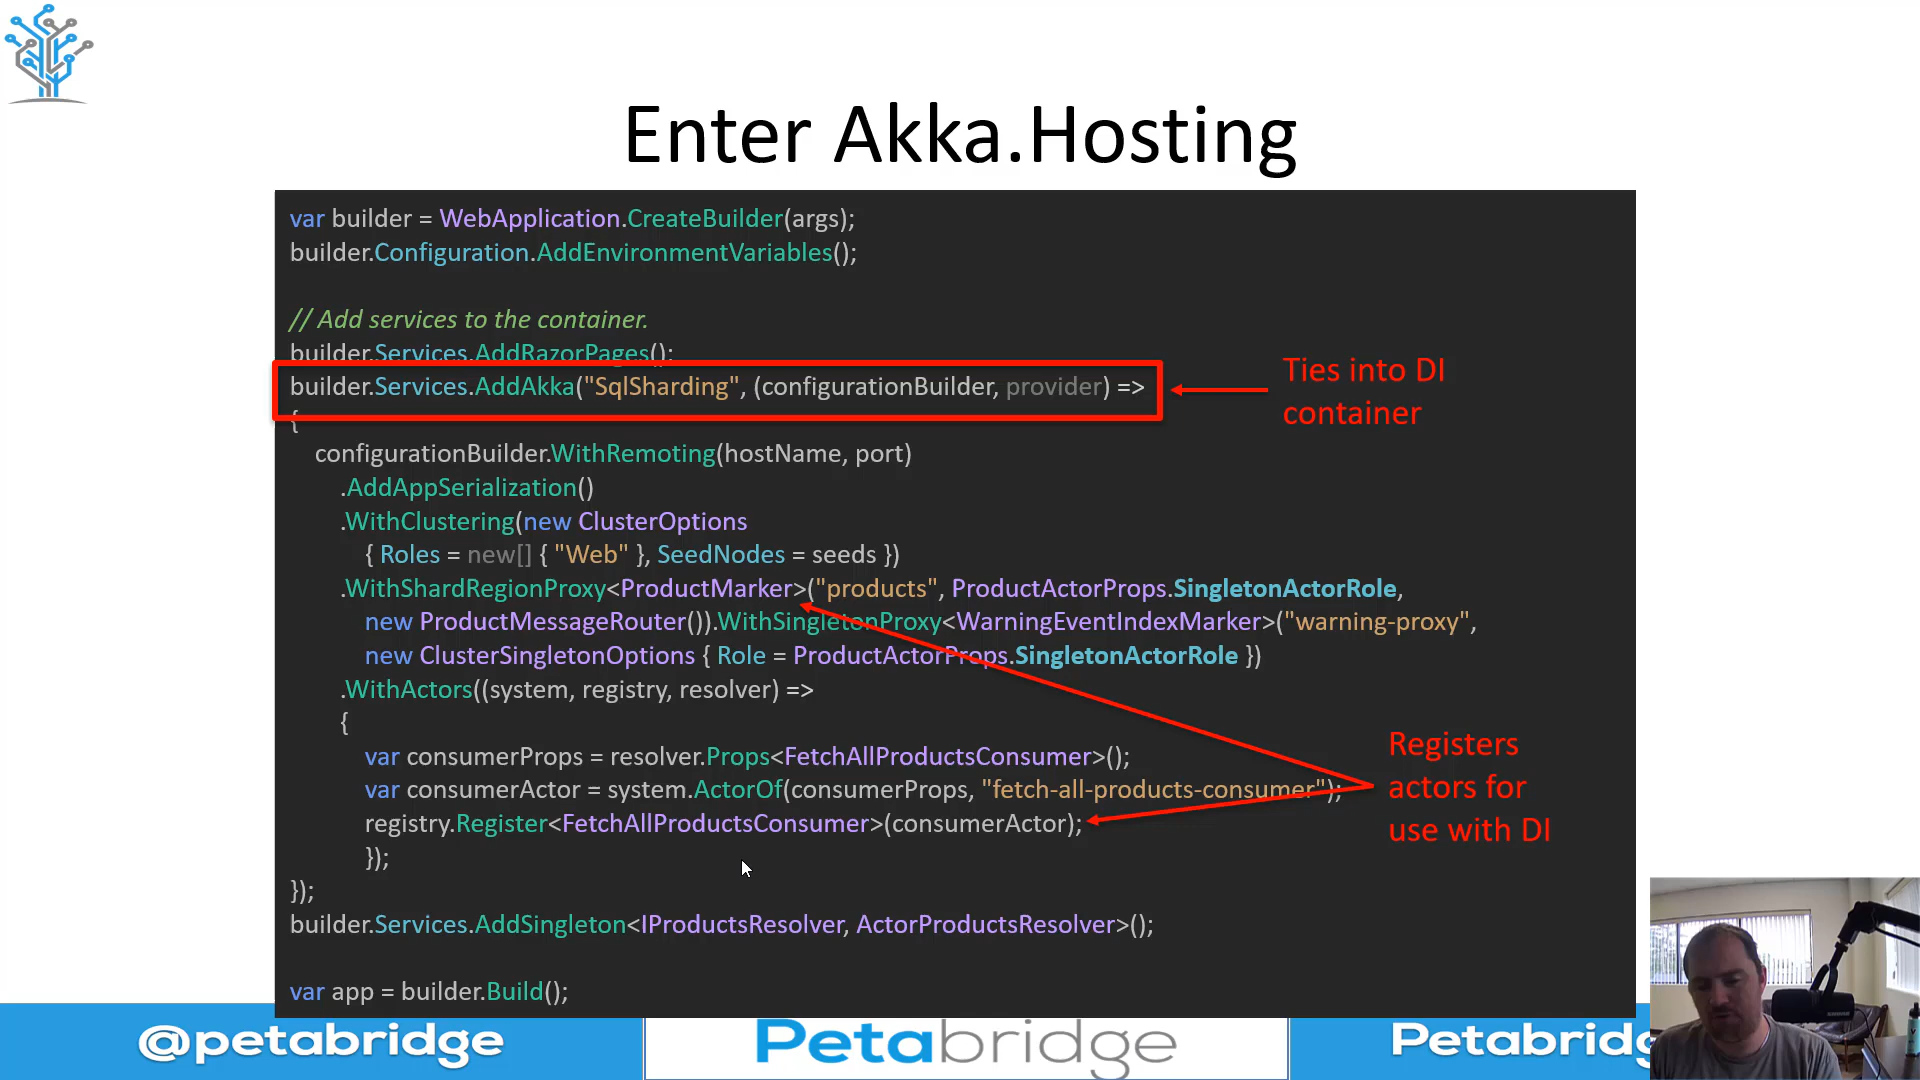 Enter Akka.Hosting
var builder = WebApplication.CreateBuilder(args);
builder.Configuration.AddEnvironmentVariables();
// Add services to the container.
builder.Services.AddRazorPages();
builder.Services.AddAkka("SqlSharding", (configurationBuilder, provider) =>
{
configurationBuilder.WithRemoting(hostName, port)
.AddAppSerialization()
.WithClustering(new ClusterOptions
{ Roles = new[] { "Web" }, SeedNodes = seeds })
.WithShardRegionProxy<ProductMarker>("products", ProductActorProps.SingletonActorRole,
new ProductMessageRouter()).WithSingletonProxy<WarningEventIndexMarker>("warning-proxy",
new ClusterSingletonOptions { Role = ProductActorProps.SingletonActorRole })
.WithActors((system, registry, resolver) =>
{
var consumerProps = resolver.Props<FetchAllProductsConsumer>();
var consumerActor = system.ActorOf(consumerProps, "fetch-all-products-consumer");
registry.Register<FetchAllProductsConsumer>(consumerActor);
});
});
builder.Services.AddSingleton<IProductsResolver, ActorProductsResolver>();
var app = builder.Build();
Ties into DI
container
Registers
actors for
use with DI
@petabridge
Petabridge
Petabridg